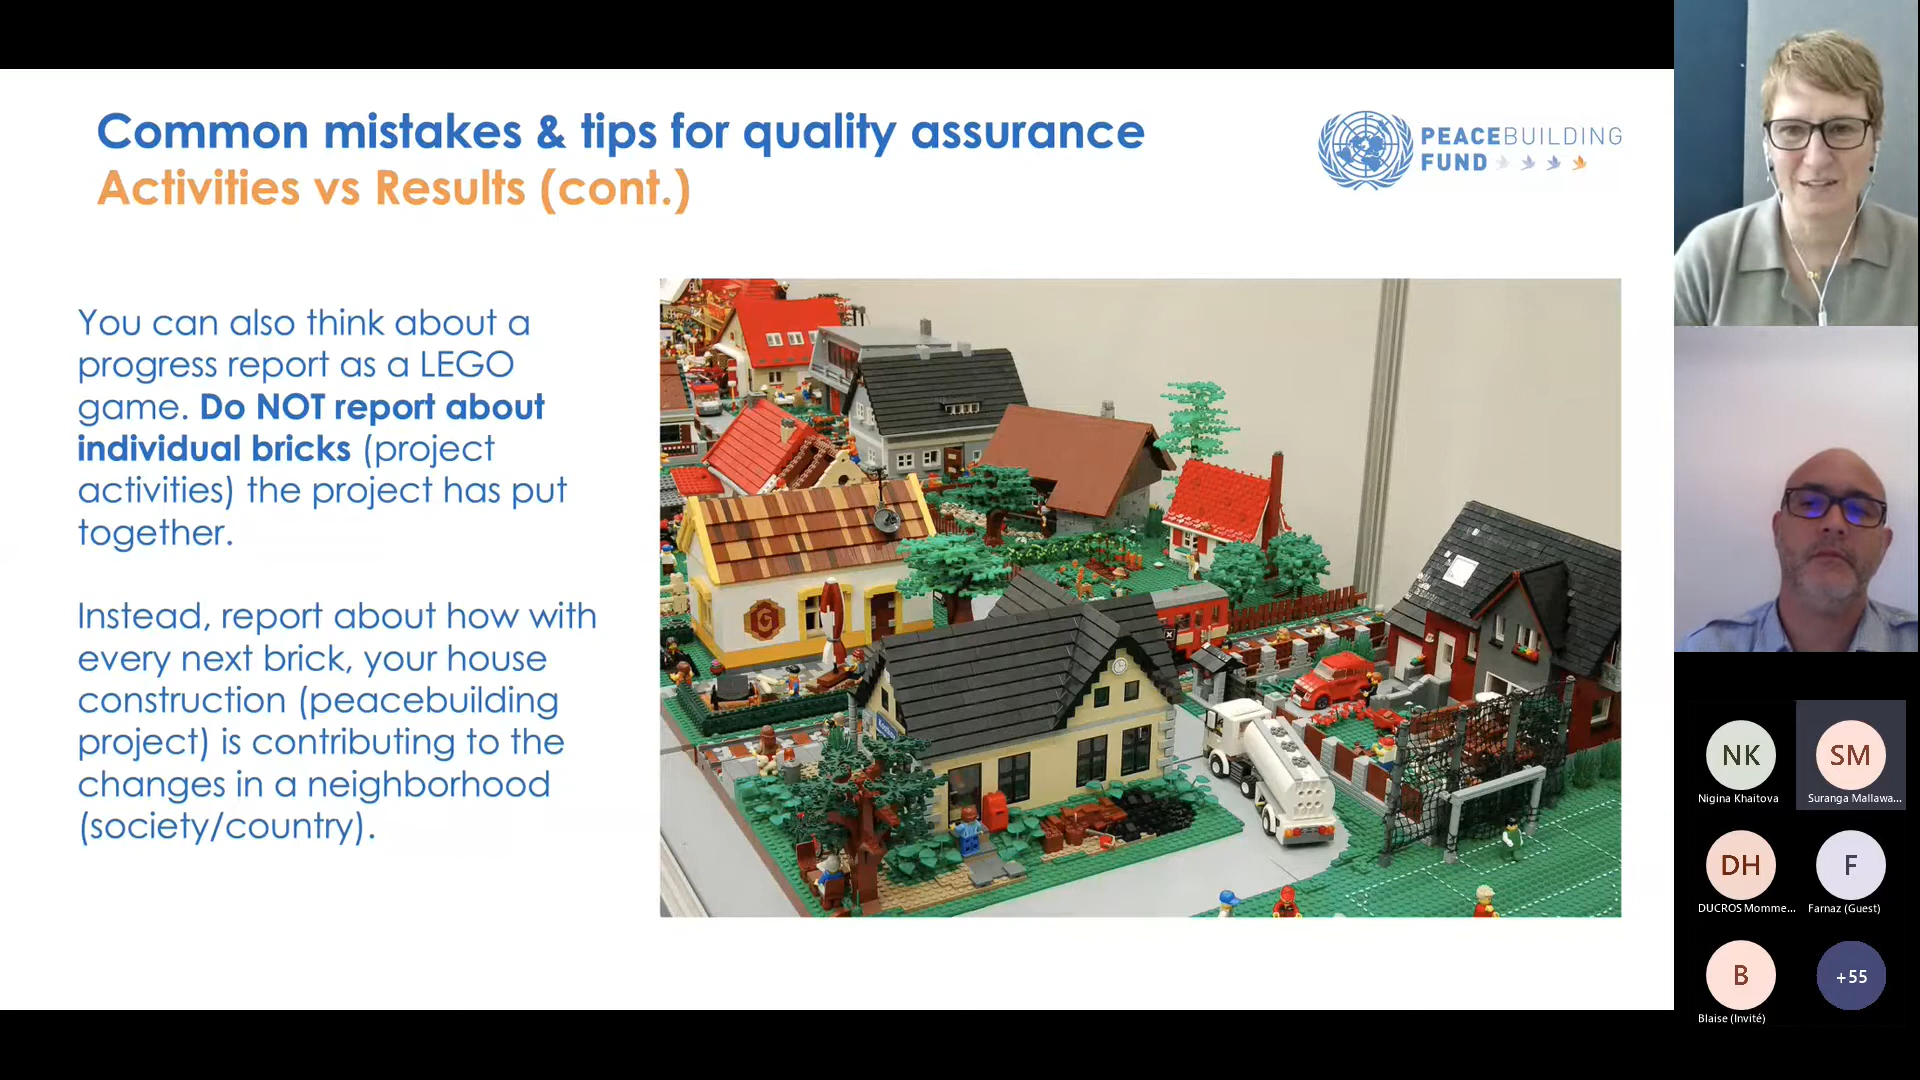 Common mistakes & tips for quality assurance
Activities vs Results (cont.)
PEACEBUILDING
FUND
You can also think about a
progress report as a LEGO
game. Do NOT report about
individual bricks (project
activities) the project has put
together.
Instead, report about how with
every next brick, your house
construction (peacebuilding
project) is contributing to the
changes in a neighborhood
(society/country).
NK
Nigina Khaitova
SM
Suranga Mallawa...
DH
DUCROS Momme...
F
Farnaz (Guest)
B
Blaise (Invité)
+55